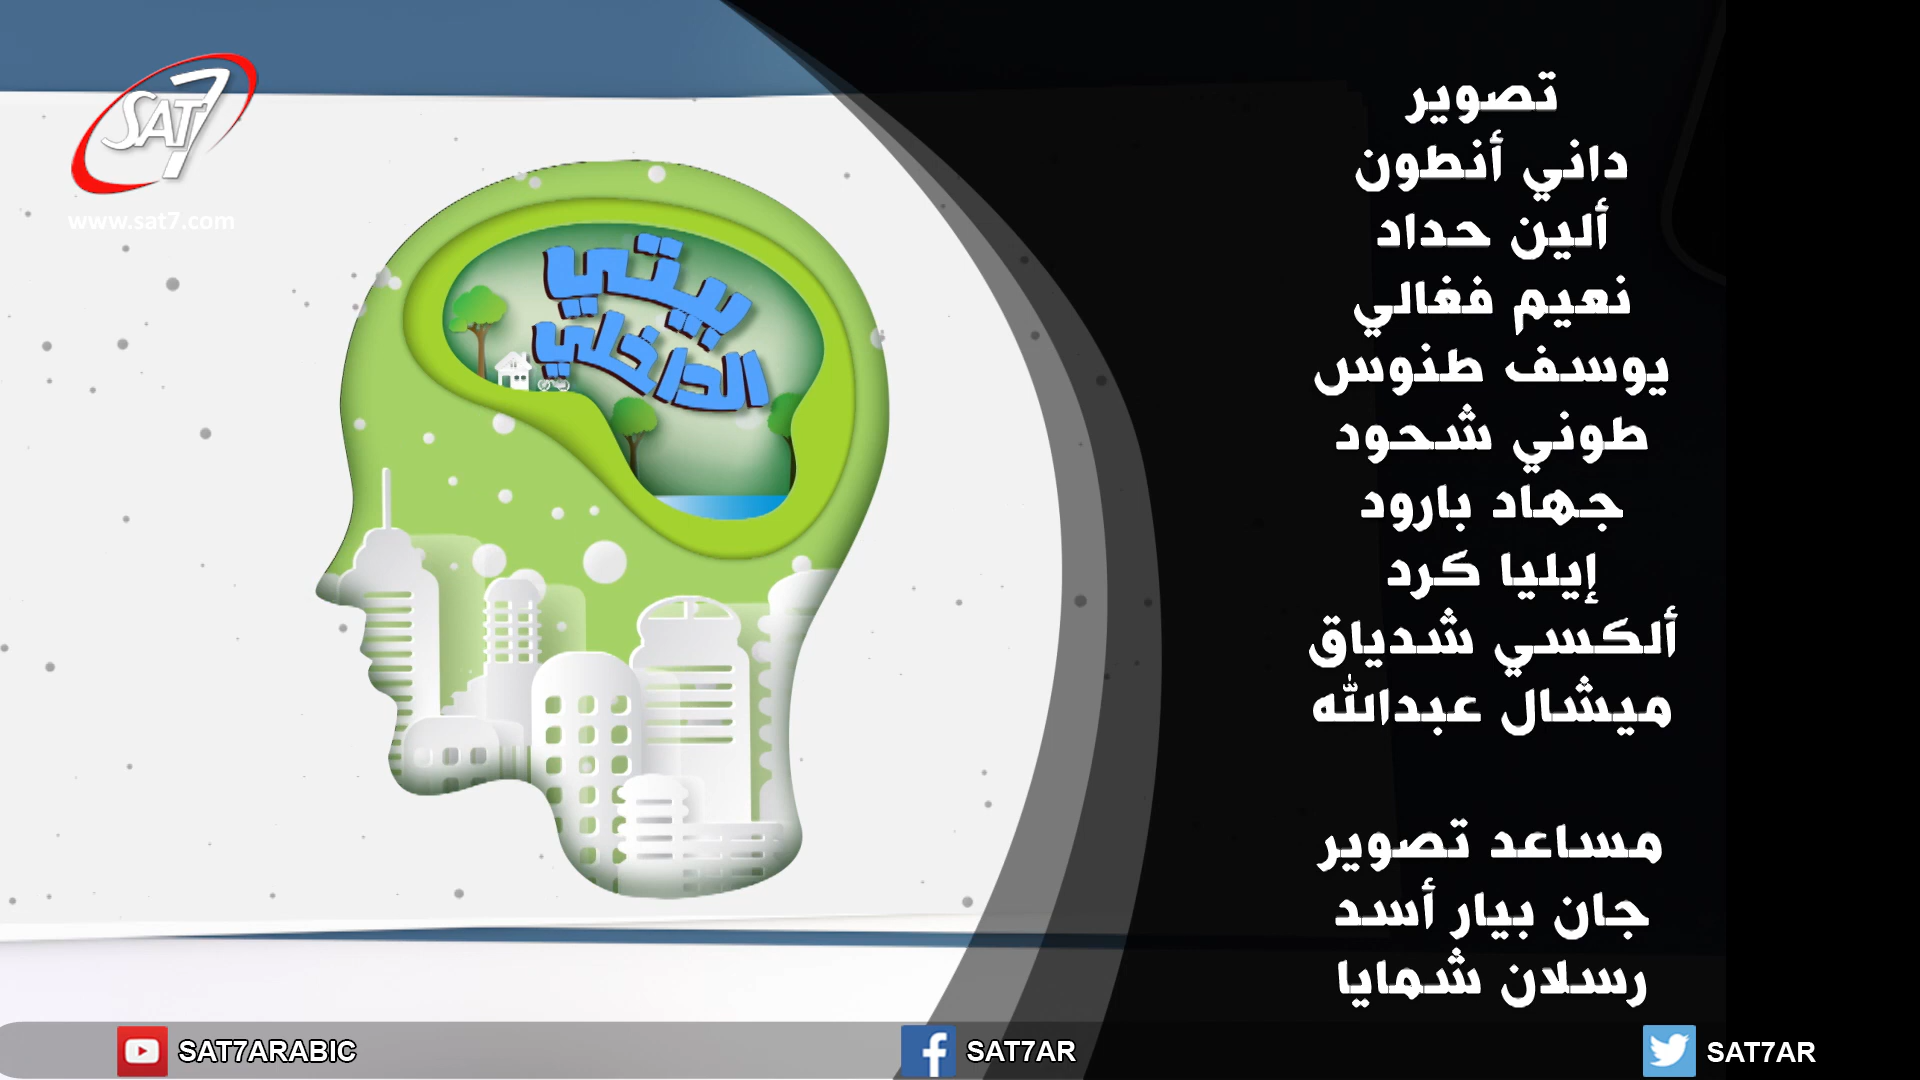 SAT7
www.sat7.com
بيتي
الداخلي
تصوير
داني أنطون
ألين حداد
نعيم فغالي
يوسف طنوس
طوني شحود
جهاد بارود
إيليا كرد
ألكسي شدياق
ميشال عبدالله
مساعد تصوير
جان بيار أسد
رسلان شمايا
SAT7ARABIC
SAT7AR
SAT7AR